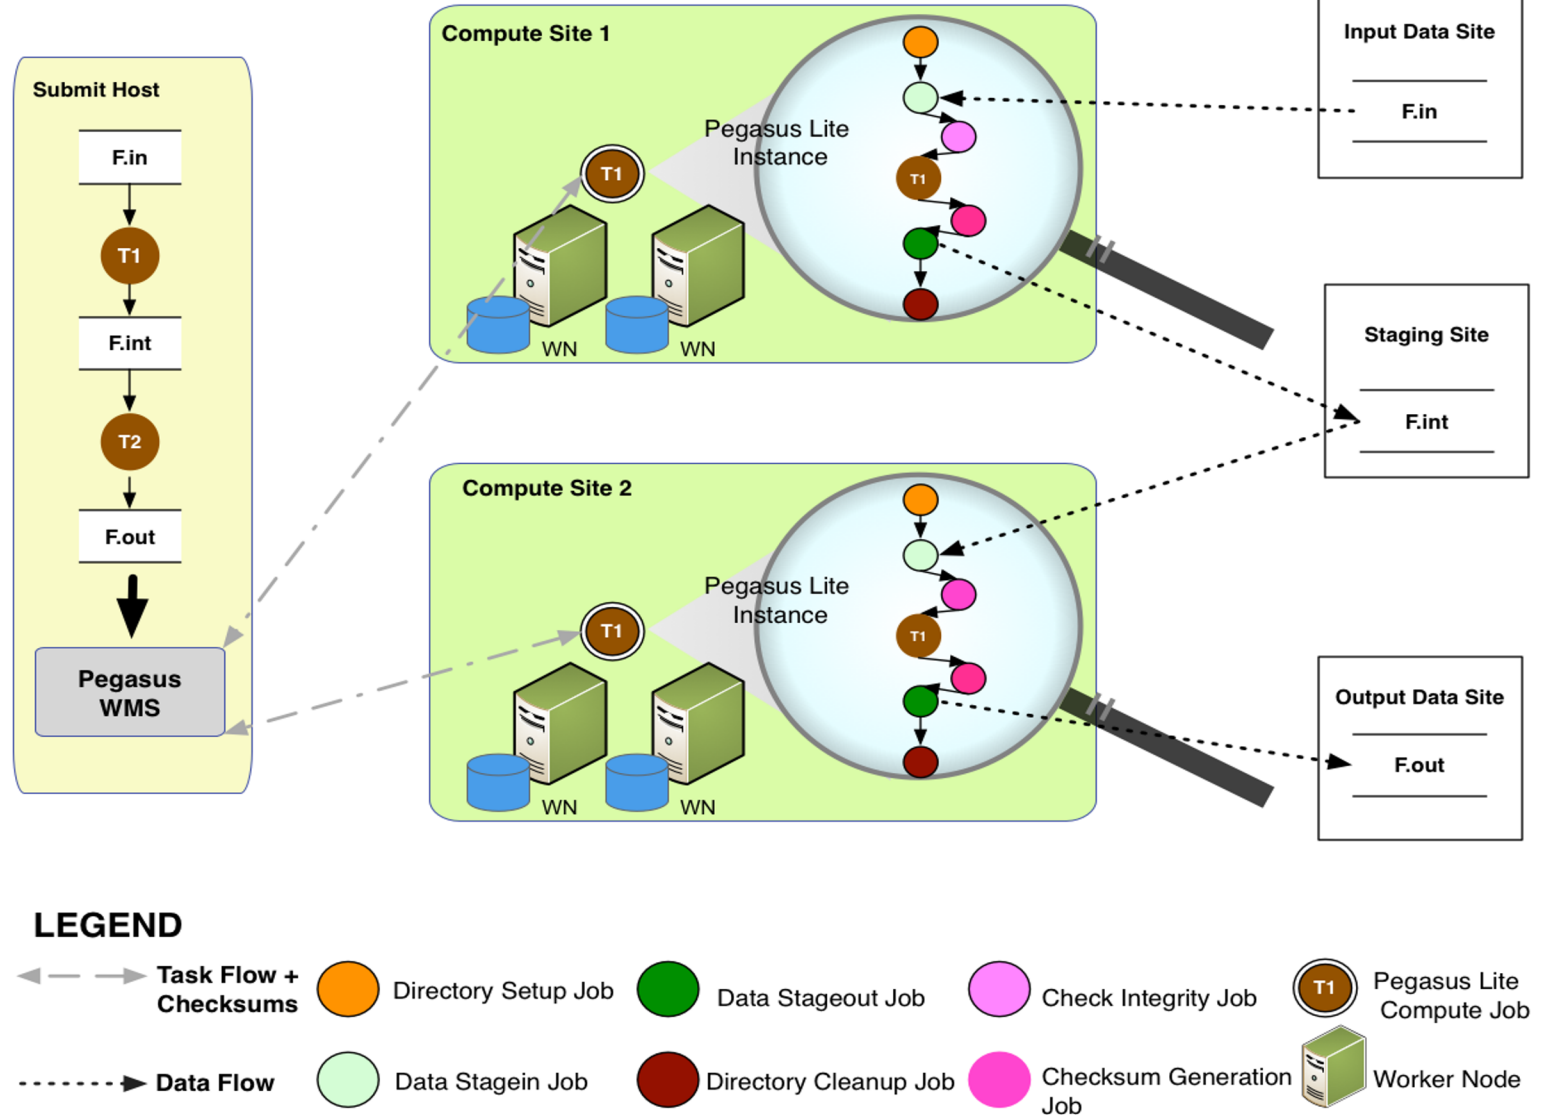 Submit Host
F.in
T1
F.int
T2
F.out
Pegasus
WMS
Compute Site 1
T1
Pegasus Lite
Instance
T1
WN
WN
Compute Site 2
T1
Pegasus Lite
Instance
T1
WN
WN
Input Data Site
F.in
Staging Site
F.int
Output Data Site
F.out
LEGEND
Task Flow +
Checksums
Directory Setup Job
Data Stageout Job
Check Integrity Job
T1
Pegasus Lite
Compute Job
Data Flow
Data Stagein Job
Directory Cleanup Job
Checksum Generation
Job
Worker Node